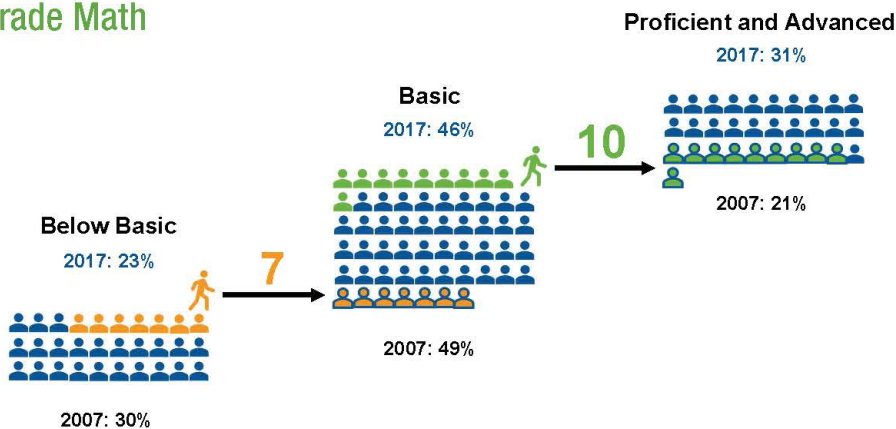 rade Math
Proficient and Advanced
2017: 31%
Basic
2017: 46%
10
2007: 21%
Below Basic
2017: 23%
7
2007: 49%
2007: 30%